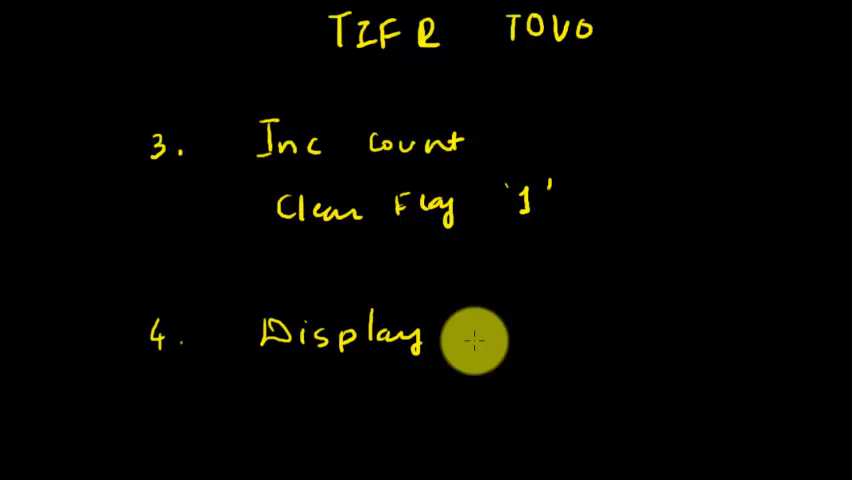 TIFR TOV0
3. Inc count
Clear Flag '1'
4. Display